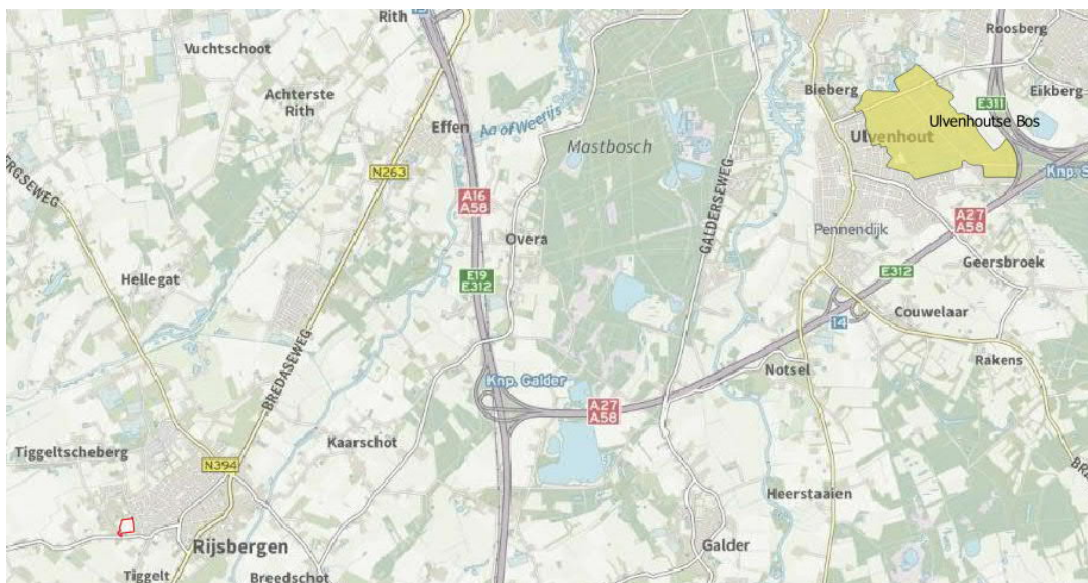 Rith
Roosberg
Vuchtschoot
Achterste
Rith
Bieberg
Eikberg
E311
Effen
Aa of Weerijs
Ulvenhoutse Bos
Ulvenhout
Mastbosch
N263
A16
A58
GALDERSEWEG
A27
A58
Pennendijk
Overa
Geersbroek
Hellegat
E19
E312
E312
Couwelaar
14
BREDASEWEG
Rakens
Notsel
Knp. Galder
A27
A58
Kaarschot
Tiggeltscheberg
N394
Heerstaaien
Rijsbergen
Galder
Tiggelt
Breedschot